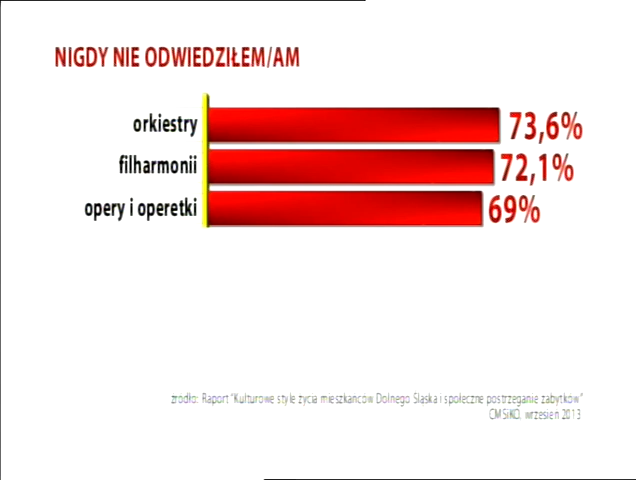 NIGDY NIE ODWIEDZIŁEM/AM
orkiestry 73,6%
filharmonii 72,1%
opery i operetki 69%
źródło: Raport "Kulturowe style życia mieszkańców Dolnego Śląska i społeczne postrzeganie zabytków"
CMSiKO, wrzesień 2013